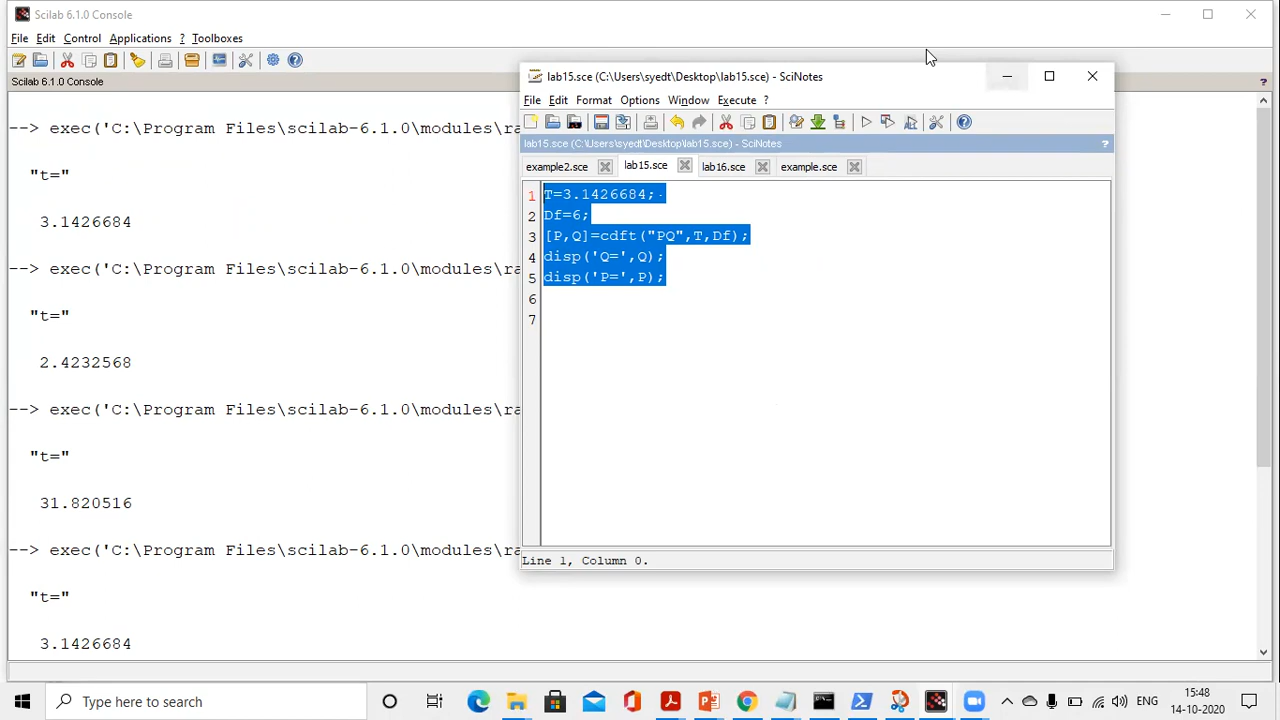 Scilab 6.1.0 Console
File Edit Control Applications ? Toolboxes
Scilab 6.1.0 Console ?
--> exec('C:\Program Files\scilab-6.1.0\modules\ra
"t="
3.1426684
--> exec('C:\Program Files\scilab-6.1.0\modules\ra
"t="
2.4232568
--> exec('C:\Program Files\scilab-6.1.0\modules\ra
"t="
31.820516
--> exec('C:\Program Files\scilab-6.1.0\modules\ra
"t="
3.1426684
lab15.sce (C:\Users\syedt\Desktop\lab15.sce) - SciNotes
File Edit Format Options Window Execute ?
lab15.sce (C:\Users\syedt\Desktop\lab15.sce) - SciNotes ?
example2.sce lab15.sce lab16.sce example.sce
1 T=3.1426684;
2 Df=6;
3 [P,Q]=cdft("PQ",T,Df);
4 disp('Q=',Q);
5 disp('P=',P);
6
7
Line 1, Column 0.
Type here to search
ENG
15:48
14-10-2020